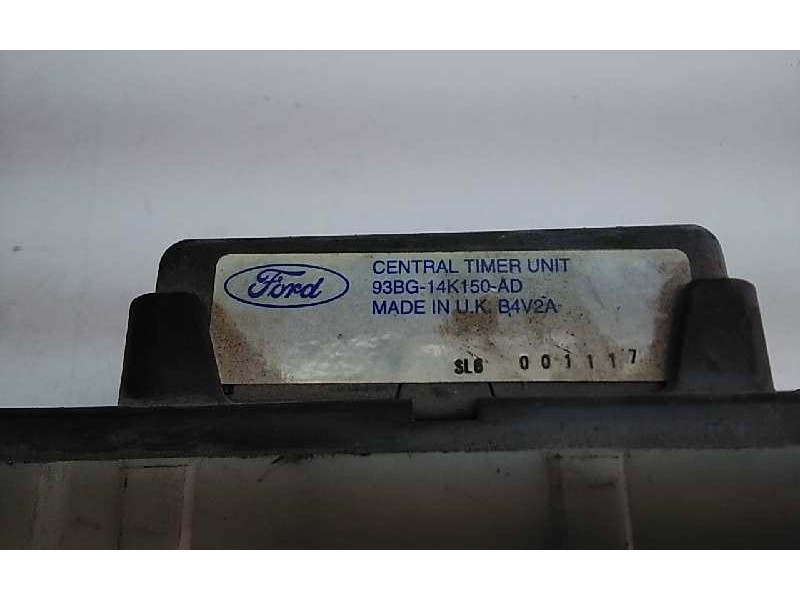 Ford
CENTRAL TIMER UNIT
93BG-14K150-AD
MADE IN U.K. B4V2A
SL6 001117